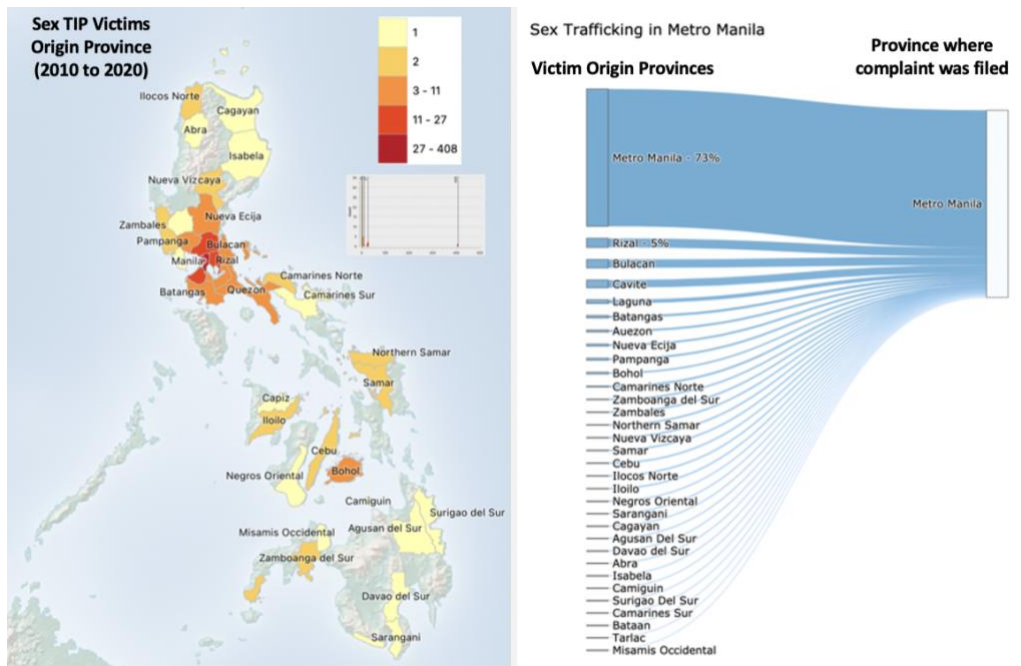 Sex TIP Victims
Origin Province
(2010 to 2020)
1
2
3 - 11
11 - 27
27 - 408
Ilocos Norte
Cagayan
Abra
Isabela
Nueva Vizcaya
Zambales
Nueva Ecija
Pampanga
Bulacan
Manila
Rizal
Batangas
Quezon
Camarines Norte
Camarines Sur
Northern Samar
Samar
Capiz
Iloilo
Cebu
Bohol
Negros Oriental
Camiguin
Surigao del Sur
Agusan del Sur
Misamis Occidental
Zamboanga del Sur
Davao del Sur
Sarangani
Sex Trafficking in Metro Manila
Victim Origin Provinces
Province where
complaint was filed
Metro Manila - 73%
Metro Manila
Rizal - 5%
Bulacan
Cavite
Laguna
Batangas
Auezon
Nueva Ecija
Pampanga
Bohol
Camarines Norte
Zamboanga del Sur
Zambales
Northern Samar
Nueva Vizcaya
Samar
Cebu
Ilocos Norte
Iloilo
Negros Oriental
Sarangani
Cagayan
Agusan Del Sur
Davao del Sur
Abra
Isabela
Camiguin
Surigao Del Sur
Camarines Sur
Bataan
Tarlac
Misamis Occidental